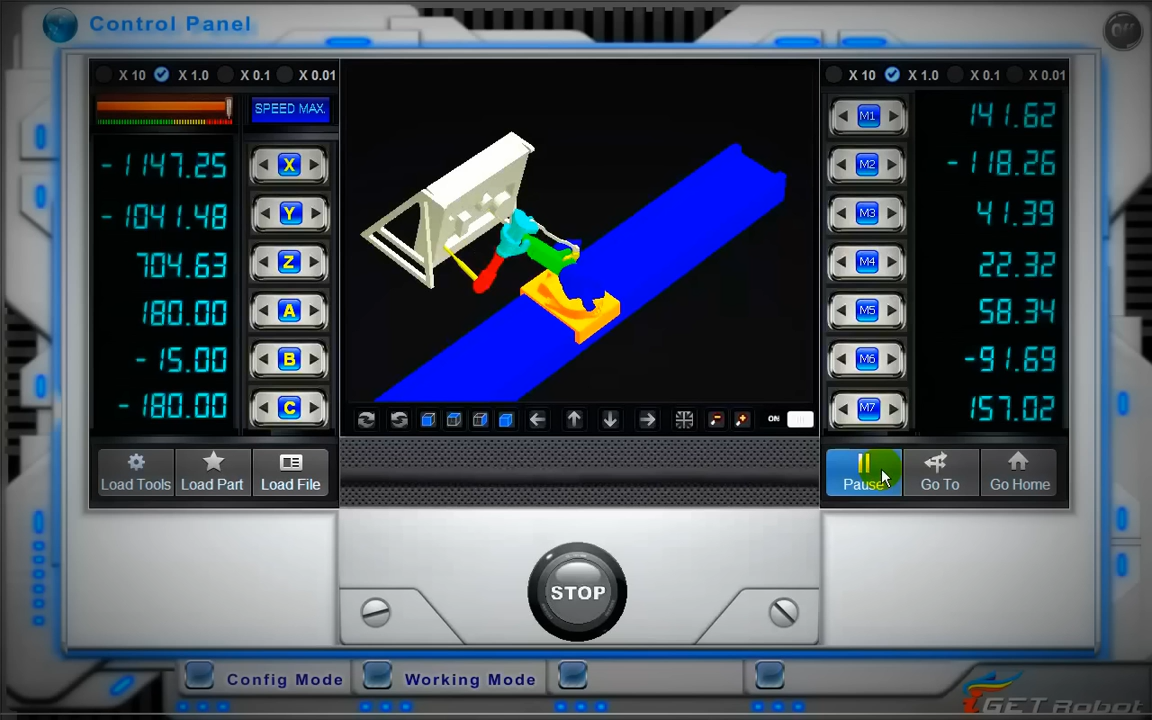 Control Panel
Off
X 10 X 1.0 X 0.1 X 0.01
SPEED MAX.
-1147.25 X
-1041.48 Y
704.63 Z
180.00 A
-15.00 B
-180.00 C
Load Tools Load Part Load File
ON
X 10 X 1.0 X 0.1 X 0.01
M1 141.62
M2 -118.26
M3 41.39
M4 22.32
M5 58.34
M6 -91.69
M7 157.02
Pause Go To Go Home
STOP
Config Mode Working Mode
iGET Robot